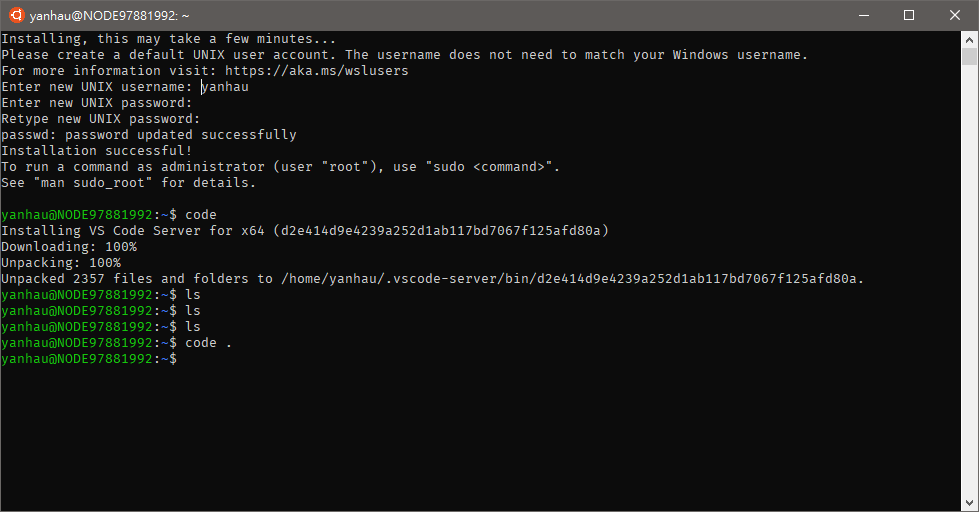 yanhau@NODE97881992: ~
Installing, this may take a few minutes...
Please create a default UNIX user account. The username does not need to match your Windows username.
For more information visit: https://aka.ms/wslusers
Enter new UNIX username: yanhau
Enter new UNIX password:
Retype new UNIX password:
passwd: password updated successfully
Installation successful!
To run a command as administrator (user "root"), use "sudo <command>".
See "man sudo_root" for details.
yanhau@NODE97881992:~$ code
Installing VS Code Server for x64 (d2e414d9e4239a252d1ab117bd7067f125afd80a)
Downloading: 100%
Unpacking: 100%
Unpacked 2357 files and folders to /home/yanhau/.vscode-server/bin/d2e414d9e4239a252d1ab117bd7067f125afd80a.
yanhau@NODE97881992:~$ ls
yanhau@NODE97881992:~$ ls
yanhau@NODE97881992:~$ ls
yanhau@NODE97881992:~$ code .
yanhau@NODE97881992:~$